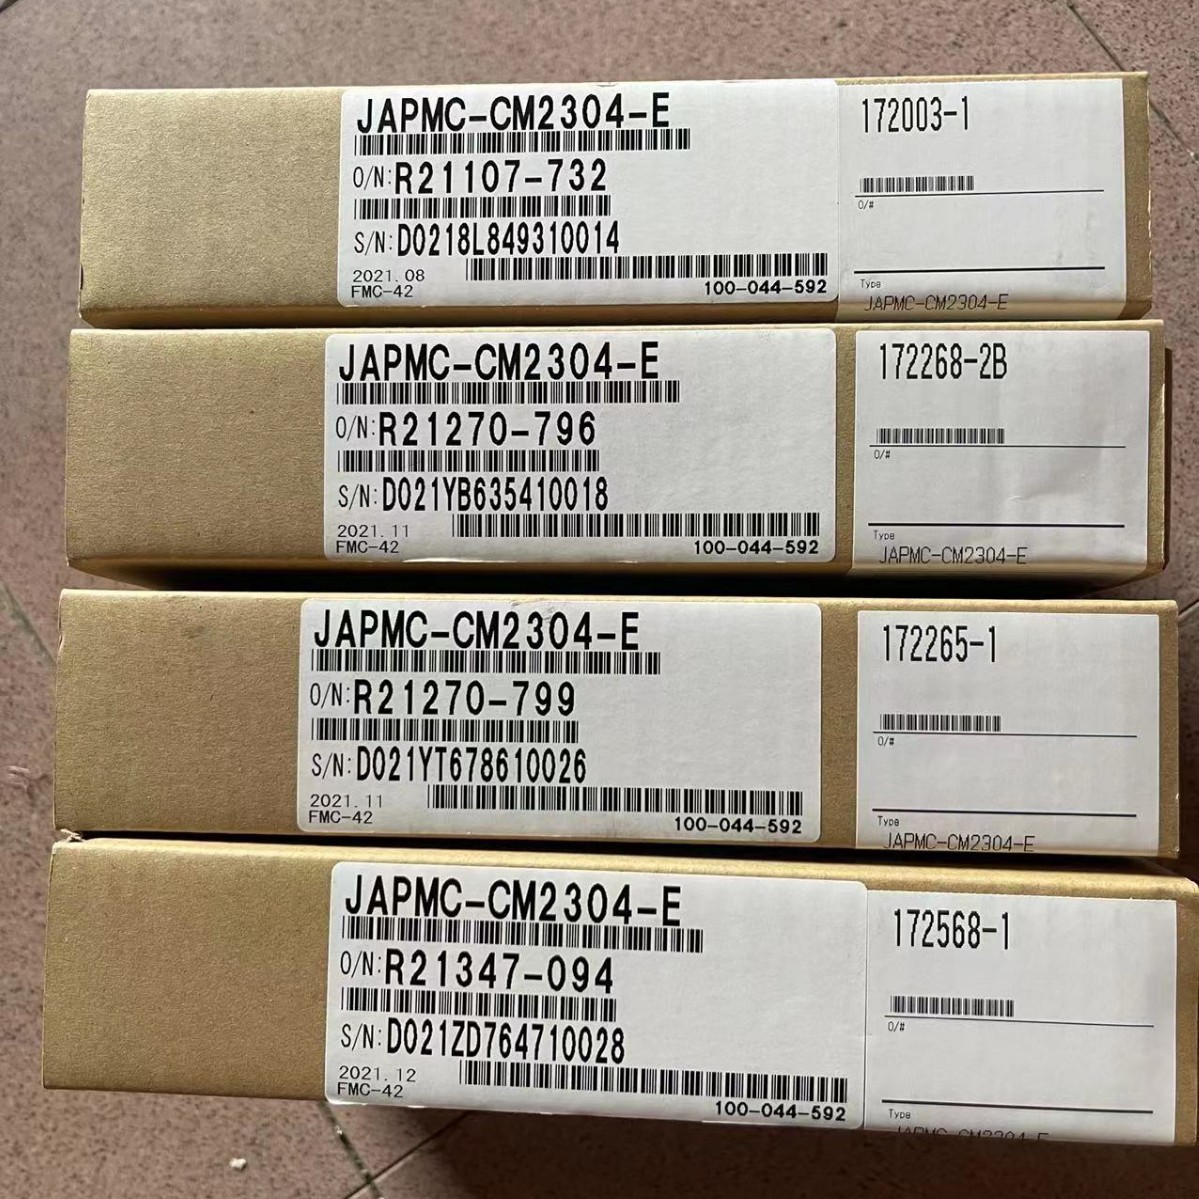 JAPMC-CM2304-E
O/N:R21107-732
S/N:D0218L849310014
2021.08
FMC-42
100-044-592
172003-1
O/#
Type
JAPMC-CM2304-E
JAPMC-CM2304-E
O/N:R21270-796
S/N:D021YB635410018
2021.11
FMC-42
100-044-592
172268-2B
O/#
Type
JAPMC-CM2304-E
JAPMC-CM2304-E
O/N:R21270-799
S/N:D021YT678610026
2021.11
FMC-42
100-044-592
172265-1
O/#
Type
JAPMC-CM2304-E
JAPMC-CM2304-E
O/N:R21347-094
S/N:D021ZD764710028
2021.12
FMC-42
100-044-592
172568-1
O/#
Type
JAPMC-CM2304-E